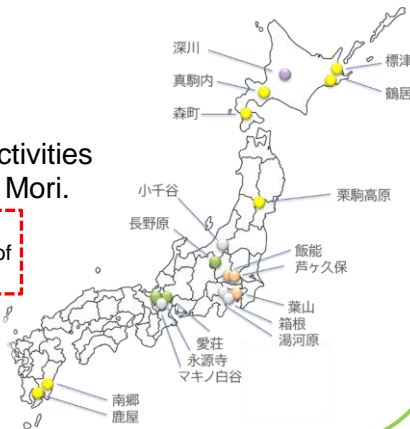 深川
標津
真駒内
鶴居
森町
ctivities
Mori.
小千谷
栗駒高原
長野原
of
飯能
芦ヶ久保
葉山
箱根
湯河原
愛荘
永源寺
マキノ白谷
南郷
鹿屋